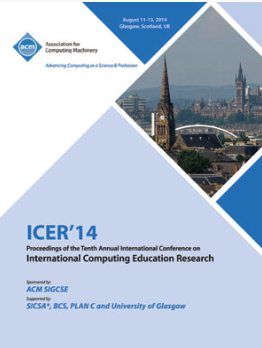 August 11-13, 2014
Glasgow, Scotland, UK
acm
Association for
Computing Machinery
Advancing Computing as a Science & Profession
ICER'14
Proceedings of the Tenth Annual International Conference on
International Computing Education Research
Sponsored by:
ACM SIGCSE
Supported by:
SICSA*, BCS, PLAN C and University of Glasgow